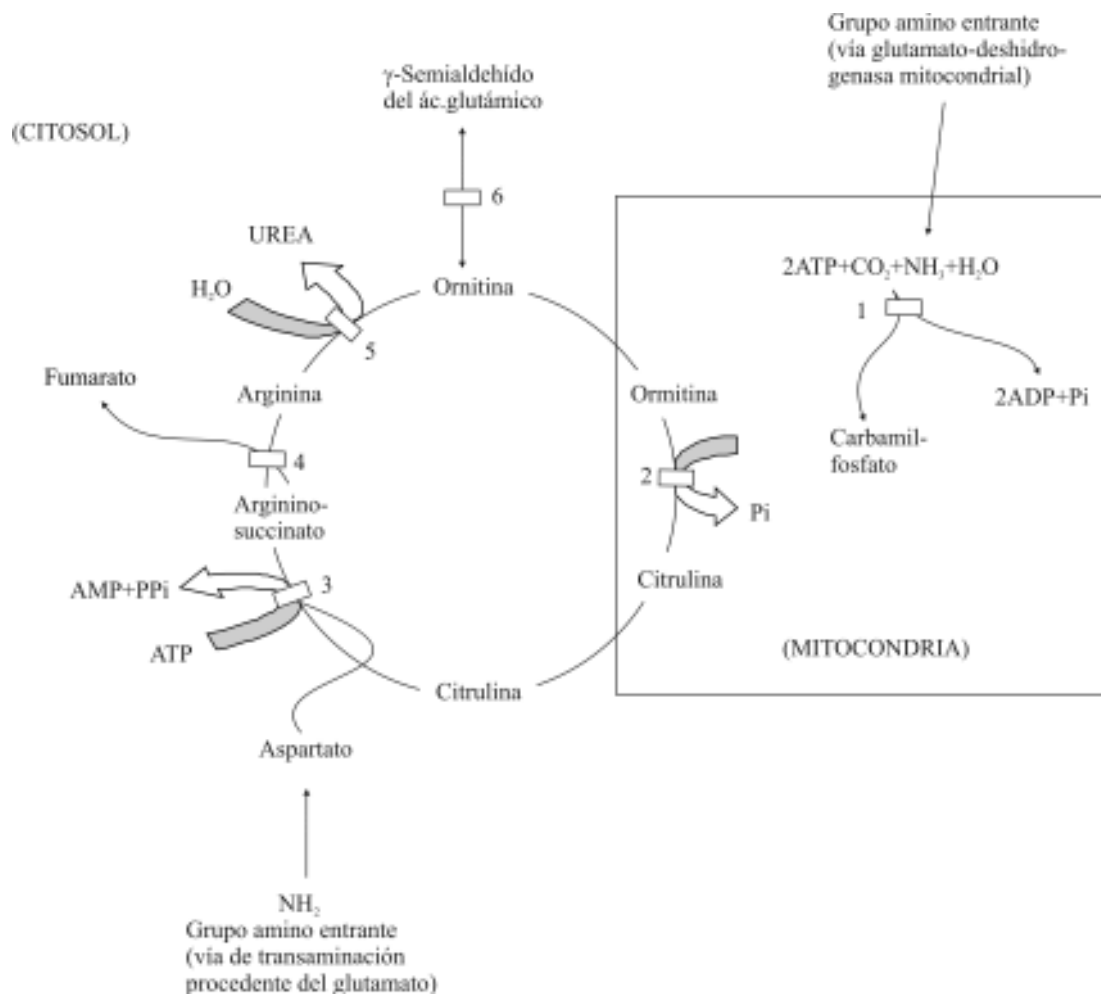 Grupo amino entrante
(vía glutamato-deshidro-
genasa mitocondrial)
γ-Semialdehído
del ác.glutámico
(CITOSOL)
6
UREA
H₂O
Ornitina
5
2ATP+CO₂+NH₃+H₂O
1
Fumarato
Arginina
Ormitina
2ADP+Pi
Carbamil-
fosfato
4
2
Arginino-
succinato
Pi
3
AMP+PPi
Citrulina
ATP
(MITOCONDRIA)
Citrulina
Aspartato
NH₂
Grupo amino entrante
(vía de transaminación
procedente del glutamato)